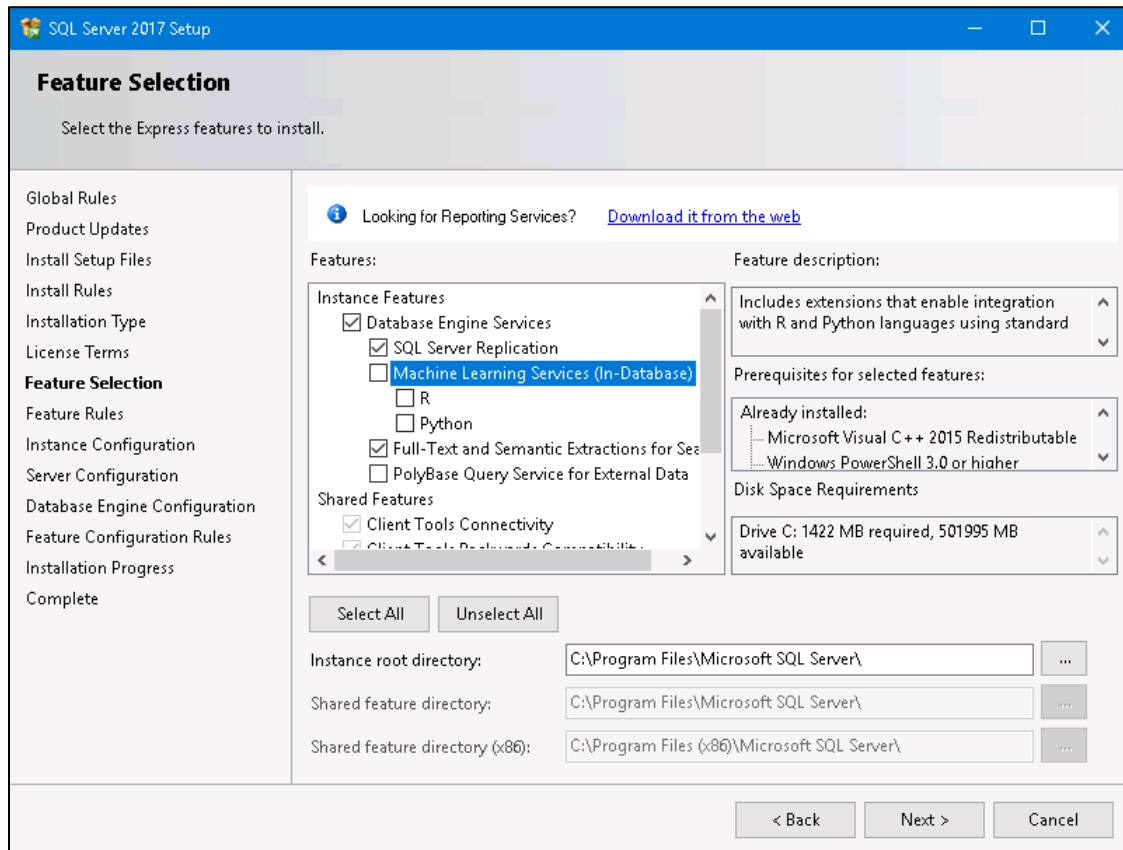 SQL Server 2017 Setup
Feature Selection
Select the Express features to install.
Global Rules
Product Updates
Install Setup Files
Install Rules
Installation Type
License Terms
Feature Selection
Feature Rules
Instance Configuration
Server Configuration
Database Engine Configuration
Feature Configuration Rules
Installation Progress
Complete
Looking for Reporting Services? Download it from the web
Features:
Instance Features
Database Engine Services
SQL Server Replication
Machine Learning Services (In-Database)
R
Python
Full-Text and Semantic Extractions for Sea
PolyBase Query Service for External Data
Shared Features
Client Tools Connectivity
Client Tools Backwards Compatibility
Feature description:
Includes extensions that enable integration
with R and Python languages using standard
Prerequisites for selected features:
Already installed:
Microsoft Visual C++ 2015 Redistributable
Windows PowerShell 3.0 or higher
Disk Space Requirements
Drive C: 1422 MB required, 501995 MB
available
Select All
Unselect All
Instance root directory: C:\Program Files\Microsoft SQL Server\ ...
Shared feature directory: C:\Program Files\Microsoft SQL Server\ ...
Shared feature directory (x86): C:\Program Files (x86)\Microsoft SQL Server\ ...
< Back
Next >
Cancel